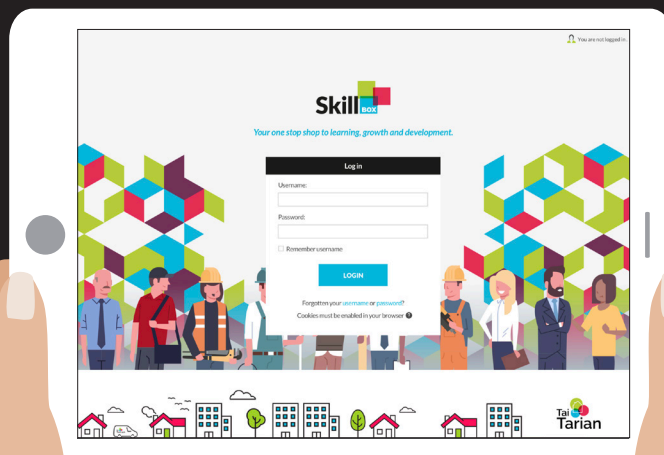 You are not logged in.
Skill BOX
Your one stop shop to learning, growth and development.
Log in
Username:
Password:
Remember username
LOGIN
Forgotten your username or password?
Cookies must be enabled in your browser
Tai
Tarian